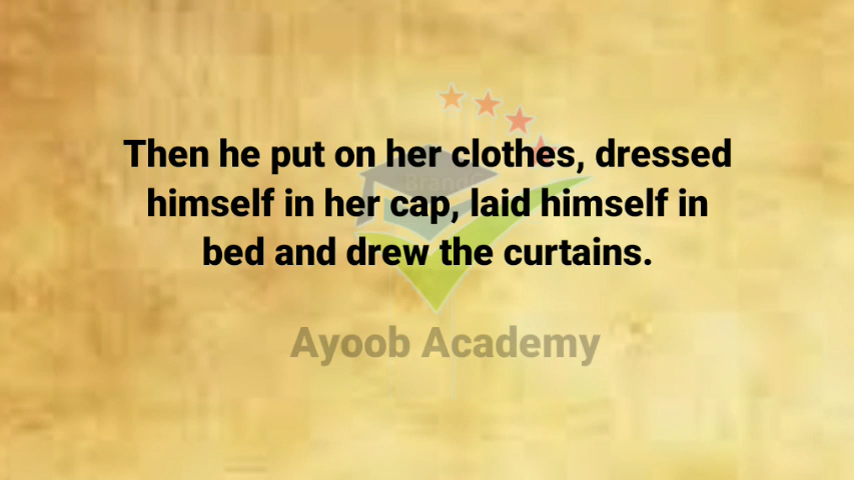 Then he put on her clothes, dressed
himself in her cap, laid himself in
bed and drew the curtains.
Ayoob Academy